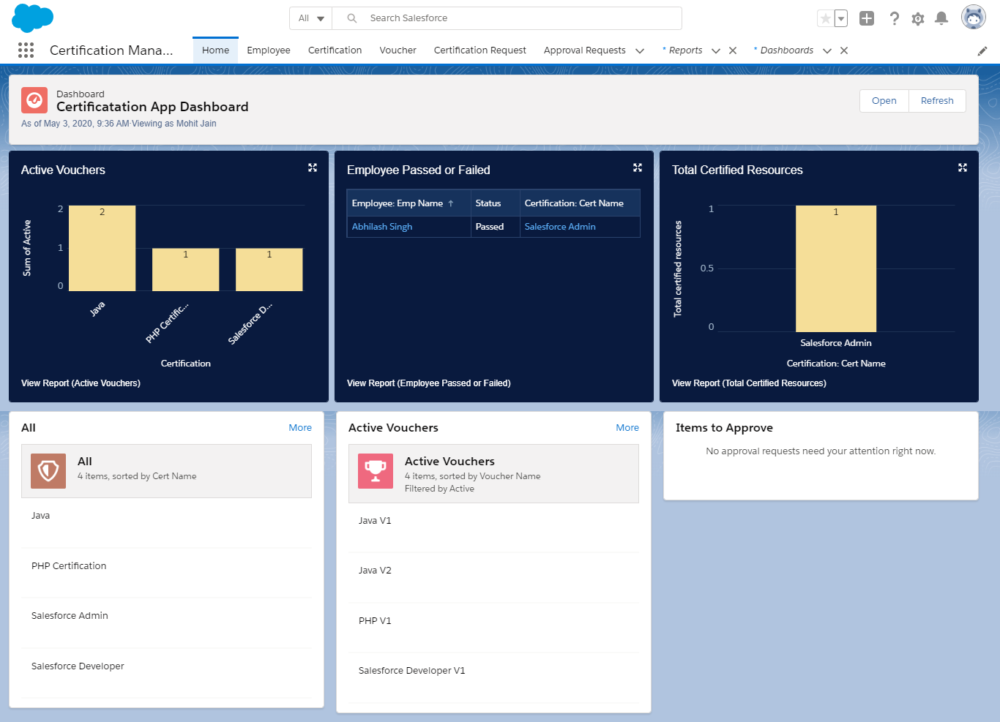 All
Search Salesforce
Certification Mana...
Home
Employee
Certification
Voucher
Certification Request
Approval Requests
* Reports
* Dashboards
Dashboard
Certificatation App Dashboard
As of May 3, 2020, 9:36 AM·Viewing as Mohit Jain
Open
Refresh
Active Vouchers
Sum of Active
2
1
0
2
1
1
Java
PHP Certific...
Salesforce D...
Certification
View Report (Active Vouchers)
Employee Passed or Failed
Employee: Emp Name ↑
Status
Certification: Cert Name
Abhilash Singh
Passed
Salesforce Admin
View Report (Employee Passed or Failed)
Total Certified Resources
Total certified resources
1
0.5
0
1
Salesforce Admin
Certification: Cert Name
View Report (Total Certified Resources)
All
More
All
4 items, sorted by Cert Name
Java
PHP Certification
Salesforce Admin
Salesforce Developer
Active Vouchers
More
Active Vouchers
4 items, sorted by Voucher Name
Filtered by Active
Java V1
Java V2
PHP V1
Salesforce Developer V1
Items to Approve
No approval requests need your attention right now.